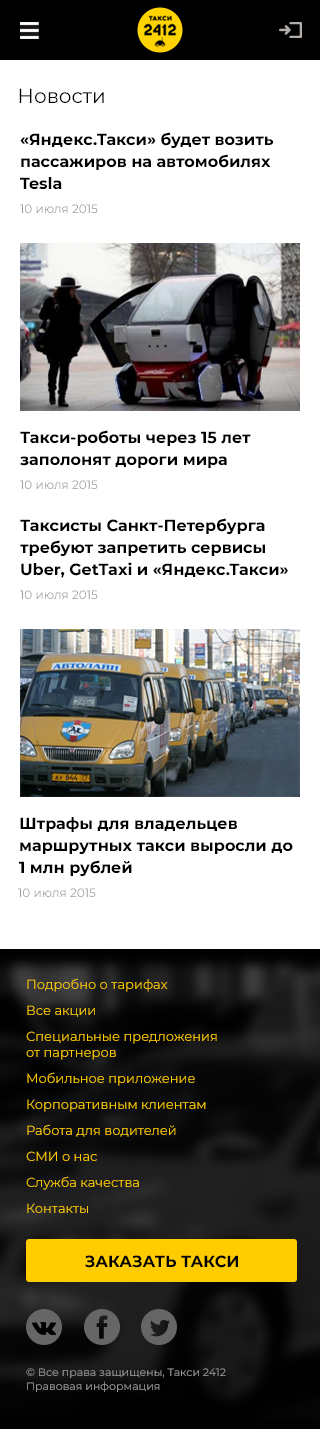 ТАКСИ
2412
Новости
«Яндекс.Такси» будет возить
пассажиров на автомобилях
Tesla
10 июля 2015
Такси-роботы через 15 лет
заполонят дороги мира
10 июля 2015
Таксисты Санкт-Петербурга
требуют запретить сервисы
Uber, GetTaxi и «Яндекс.Такси»
10 июля 2015
АВТОЛАЙН
Штрафы для владельцев
маршрутных такси выросли до
1 млн рублей
10 июля 2015
Подробно о тарифах
Все акции
Специальные предложения
от партнеров
Мобильное приложение
Корпоративным клиентам
Работа для водителей
СМИ о нас
Служба качества
Контакты
ЗАКАЗАТЬ ТАКСИ
© Все права защищены, Такси 2412
Правовая информация